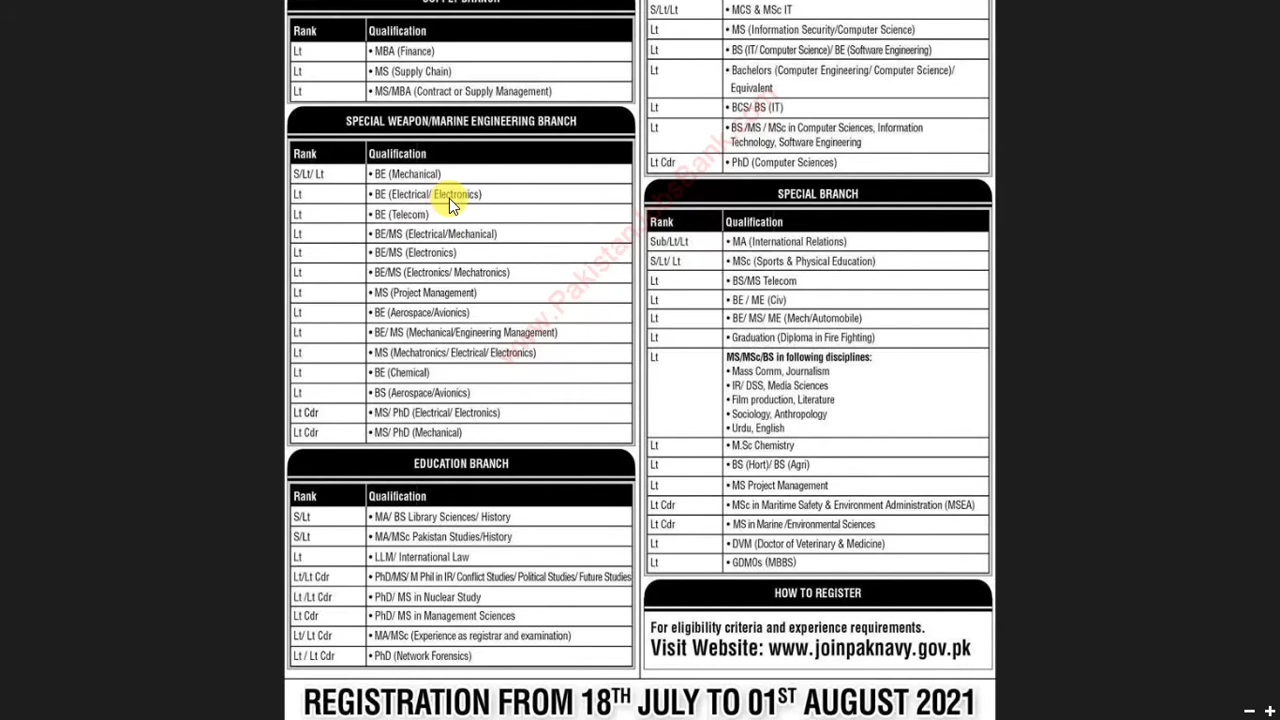 SUPPLY BRANCH
Rank Qualification
Lt • MBA (Finance)
Lt • MS (Supply Chain)
Lt • MS/MBA (Contract or Supply Management)
SPECIAL WEAPON/MARINE ENGINEERING BRANCH
Rank Qualification
S/Lt/ Lt • BE (Mechanical)
Lt • BE (Electrical/ Electronics)
Lt • BE (Telecom)
Lt • BE/MS (Electrical/Mechanical)
Lt • BE/MS (Electronics)
Lt • BE/MS (Electronics/ Mechatronics)
Lt • MS (Project Management)
Lt • BE (Aerospace/Avionics)
Lt • BE/ MS (Mechanical/Engineering Management)
Lt • MS (Mechatronics/ Electrical/ Electronics)
Lt • BE (Chemical)
Lt • BS (Aerospace/Avionics)
Lt Cdr • MS/ PhD (Electrical/ Electronics)
Lt Cdr • MS/ PhD (Mechanical)
EDUCATION BRANCH
Rank Qualification
S/Lt • MA/ BS Library Sciences/ History
S/Lt • MA/MSc Pakistan Studies/History
Lt • LLM/ International Law
Lt/Lt Cdr • PhD/MS/ M Phil in IR/ Conflict Studies/ Political Studies/ Future Studies
Lt /Lt Cdr • PhD/ MS in Nuclear Study
Lt Cdr • PhD/ MS in Management Sciences
Lt/ Lt Cdr • MA/MSc (Experience as registrar and examination)
Lt / Lt Cdr • PhD (Network Forensics)
S/Lt/Lt • MCS & MSc IT
Lt • MS (Information Security/Computer Science)
Lt • BS (IT/ Computer Science)/ BE (Software Engineering)
Lt • Bachelors (Computer Engineering/ Computer Science)/
Equivalent
Lt • BCS/ BS (IT)
Lt • BS /MS / MSc in Computer Sciences, Information
Technology, Software Engineering
Lt Cdr • PhD (Computer Sciences)
SPECIAL BRANCH
Rank Qualification
Sub/Lt/Lt • MA (International Relations)
S/Lt/ Lt • MSc (Sports & Physical Education)
Lt • BS/MS Telecom
Lt • BE / ME (Civ)
Lt • BE/ MS/ ME (Mech/Automobile)
Lt • Graduation (Diploma in Fire Fighting)
Lt MS/MSc/BS in following disciplines:
• Mass Comm, Journalism
• IR/ DSS, Media Sciences
• Film production, Literature
• Sociology, Anthropology
• Urdu, English
Lt • M.Sc Chemistry
Lt • BS (Hort)/ BS (Agri)
Lt • MS Project Management
Lt Cdr • MSc in Maritime Safety & Environment Administration (MSEA)
Lt Cdr • MS in Marine /Environmental Sciences
Lt • DVM (Doctor of Veterinary & Medicine)
Lt • GDMOs (MBBS)
HOW TO REGISTER
For eligibility criteria and experience requirements.
Visit Website: www.joinpaknavy.gov.pk
REGISTRATION FROM 18TH JULY TO 01ST AUGUST 2021
www.PakistanJobsBank.com